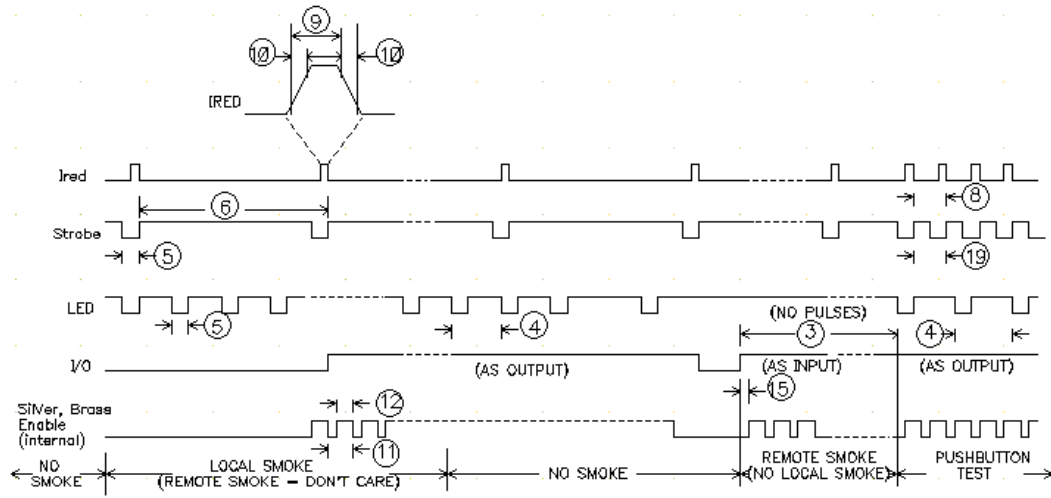 9
10
10
IRED
Ired
6
8
Strobe
5
19
LED
(NO PULSES)
5
4
3
4
I/O
(AS OUTPUT)
(AS INPUT)
(AS OUTPUT)
15
12
SilVer, Brass
Enable
(internal)
11
NO
SMOKE
LOCAL SMOKE
(REMOTE SMOKE - DON'T CARE)
NO SMOKE
REMOTE SMOKE
(NO LOCAL SMOKE)
PUSHBUTTON
TEST